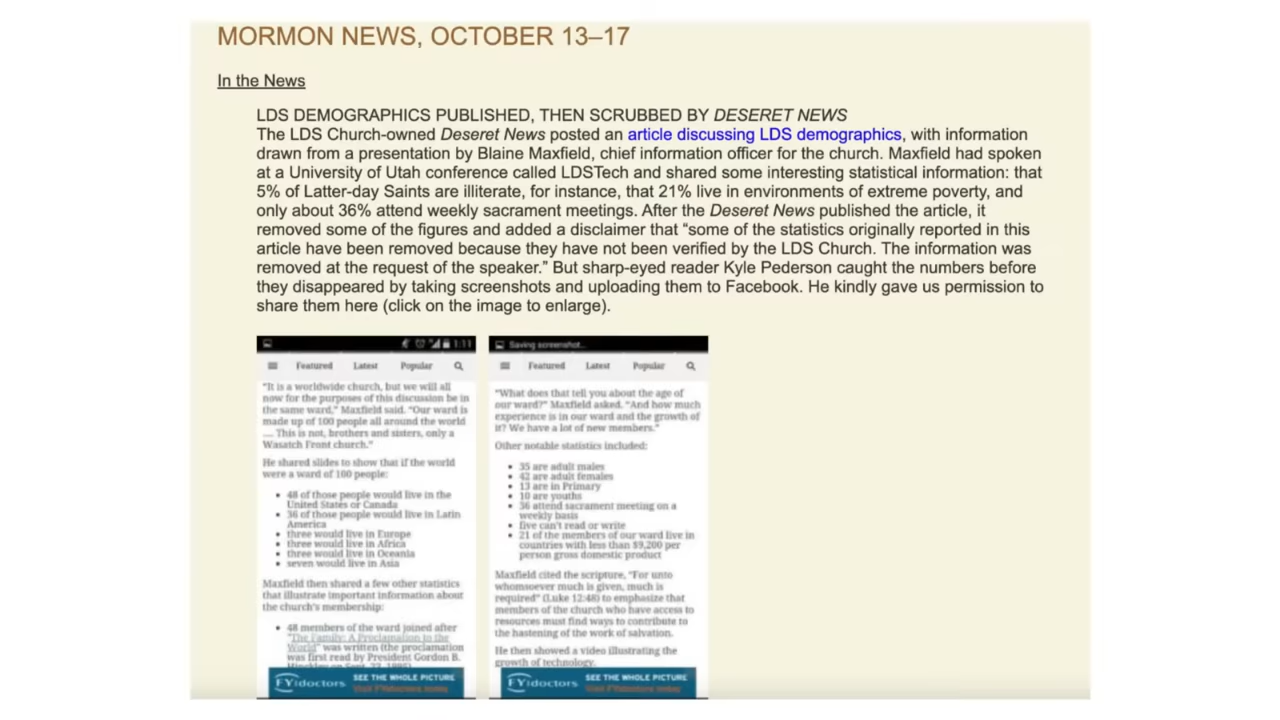 MORMON NEWS, OCTOBER 13–17
In the News
LDS DEMOGRAPHICS PUBLISHED, THEN SCRUBBED BY DESERET NEWS
The LDS Church-owned Deseret News posted an article discussing LDS demographics, with information
drawn from a presentation by Blaine Maxfield, chief information officer for the church. Maxfield had spoken
at a University of Utah conference called LDSTech and shared some interesting statistical information: that
5% of Latter-day Saints are illiterate, for instance, that 21% live in environments of extreme poverty, and
only about 36% attend weekly sacrament meetings. After the Deseret News published the article, it
removed some of the figures and added a disclaimer that “some of the statistics originally reported in this
article have been removed because they have not been verified by the LDS Church. The information was
removed at the request of the speaker.” But sharp-eyed reader Kyle Pederson caught the numbers before
they disappeared by taking screenshots and uploading them to Facebook. He kindly gave us permission to
share them here (click on the image to enlarge).
1:11
Featured Latest Popular
"It is a worldwide church, but we will all
now for the purposes of this discussion be in
the same ward," Maxfield said. "Our ward is
made up of 100 people all around the world
.... This is not, brothers and sisters, only a
Wasatch Front church."
He shared slides to show that if the world
were a ward of 100 people:
• 48 of those people would live in the
United States or Canada
• 36 of those people would live in Latin
America
• three would live in Europe
• three would live in Africa
• three would live in Oceania
• seven would live in Asia
Maxfield then shared a few other statistics
that illustrate important information about
the church's membership:
• 48 members of the ward joined after
"The Family: A Proclamation to the
World" was written (the proclamation
was first read by President Gordon B.
Hinckley on Sept. 23, 1995)
FYidoctors SEE THE WHOLE PICTURE
Visit FYidoctors today
Saving screenshot...
Featured Latest Popular
"What does that tell you about the age of
our ward?" Maxfield asked. "And how much
experience is in our ward and the growth of
it? We have a lot of new members."
Other notable statistics included:
• 35 are adult males
• 42 are adult females
• 13 are in Primary
• 10 are youths
• 36 attend sacrament meeting on a
weekly basis
• five can't read or write
• 21 of the members of our ward live in
countries with less than $9,200 per
person gross domestic product
Maxfield cited the scripture, "For unto
whomsoever much is given, much is
required" (Luke 12:48) to emphasize that
members of the church who have access to
resources must find ways to contribute to
the hastening of the work of salvation.
He then showed a video illustrating the
growth of technology.
FYidoctors SEE THE WHOLE PICTURE
Visit FYidoctors today